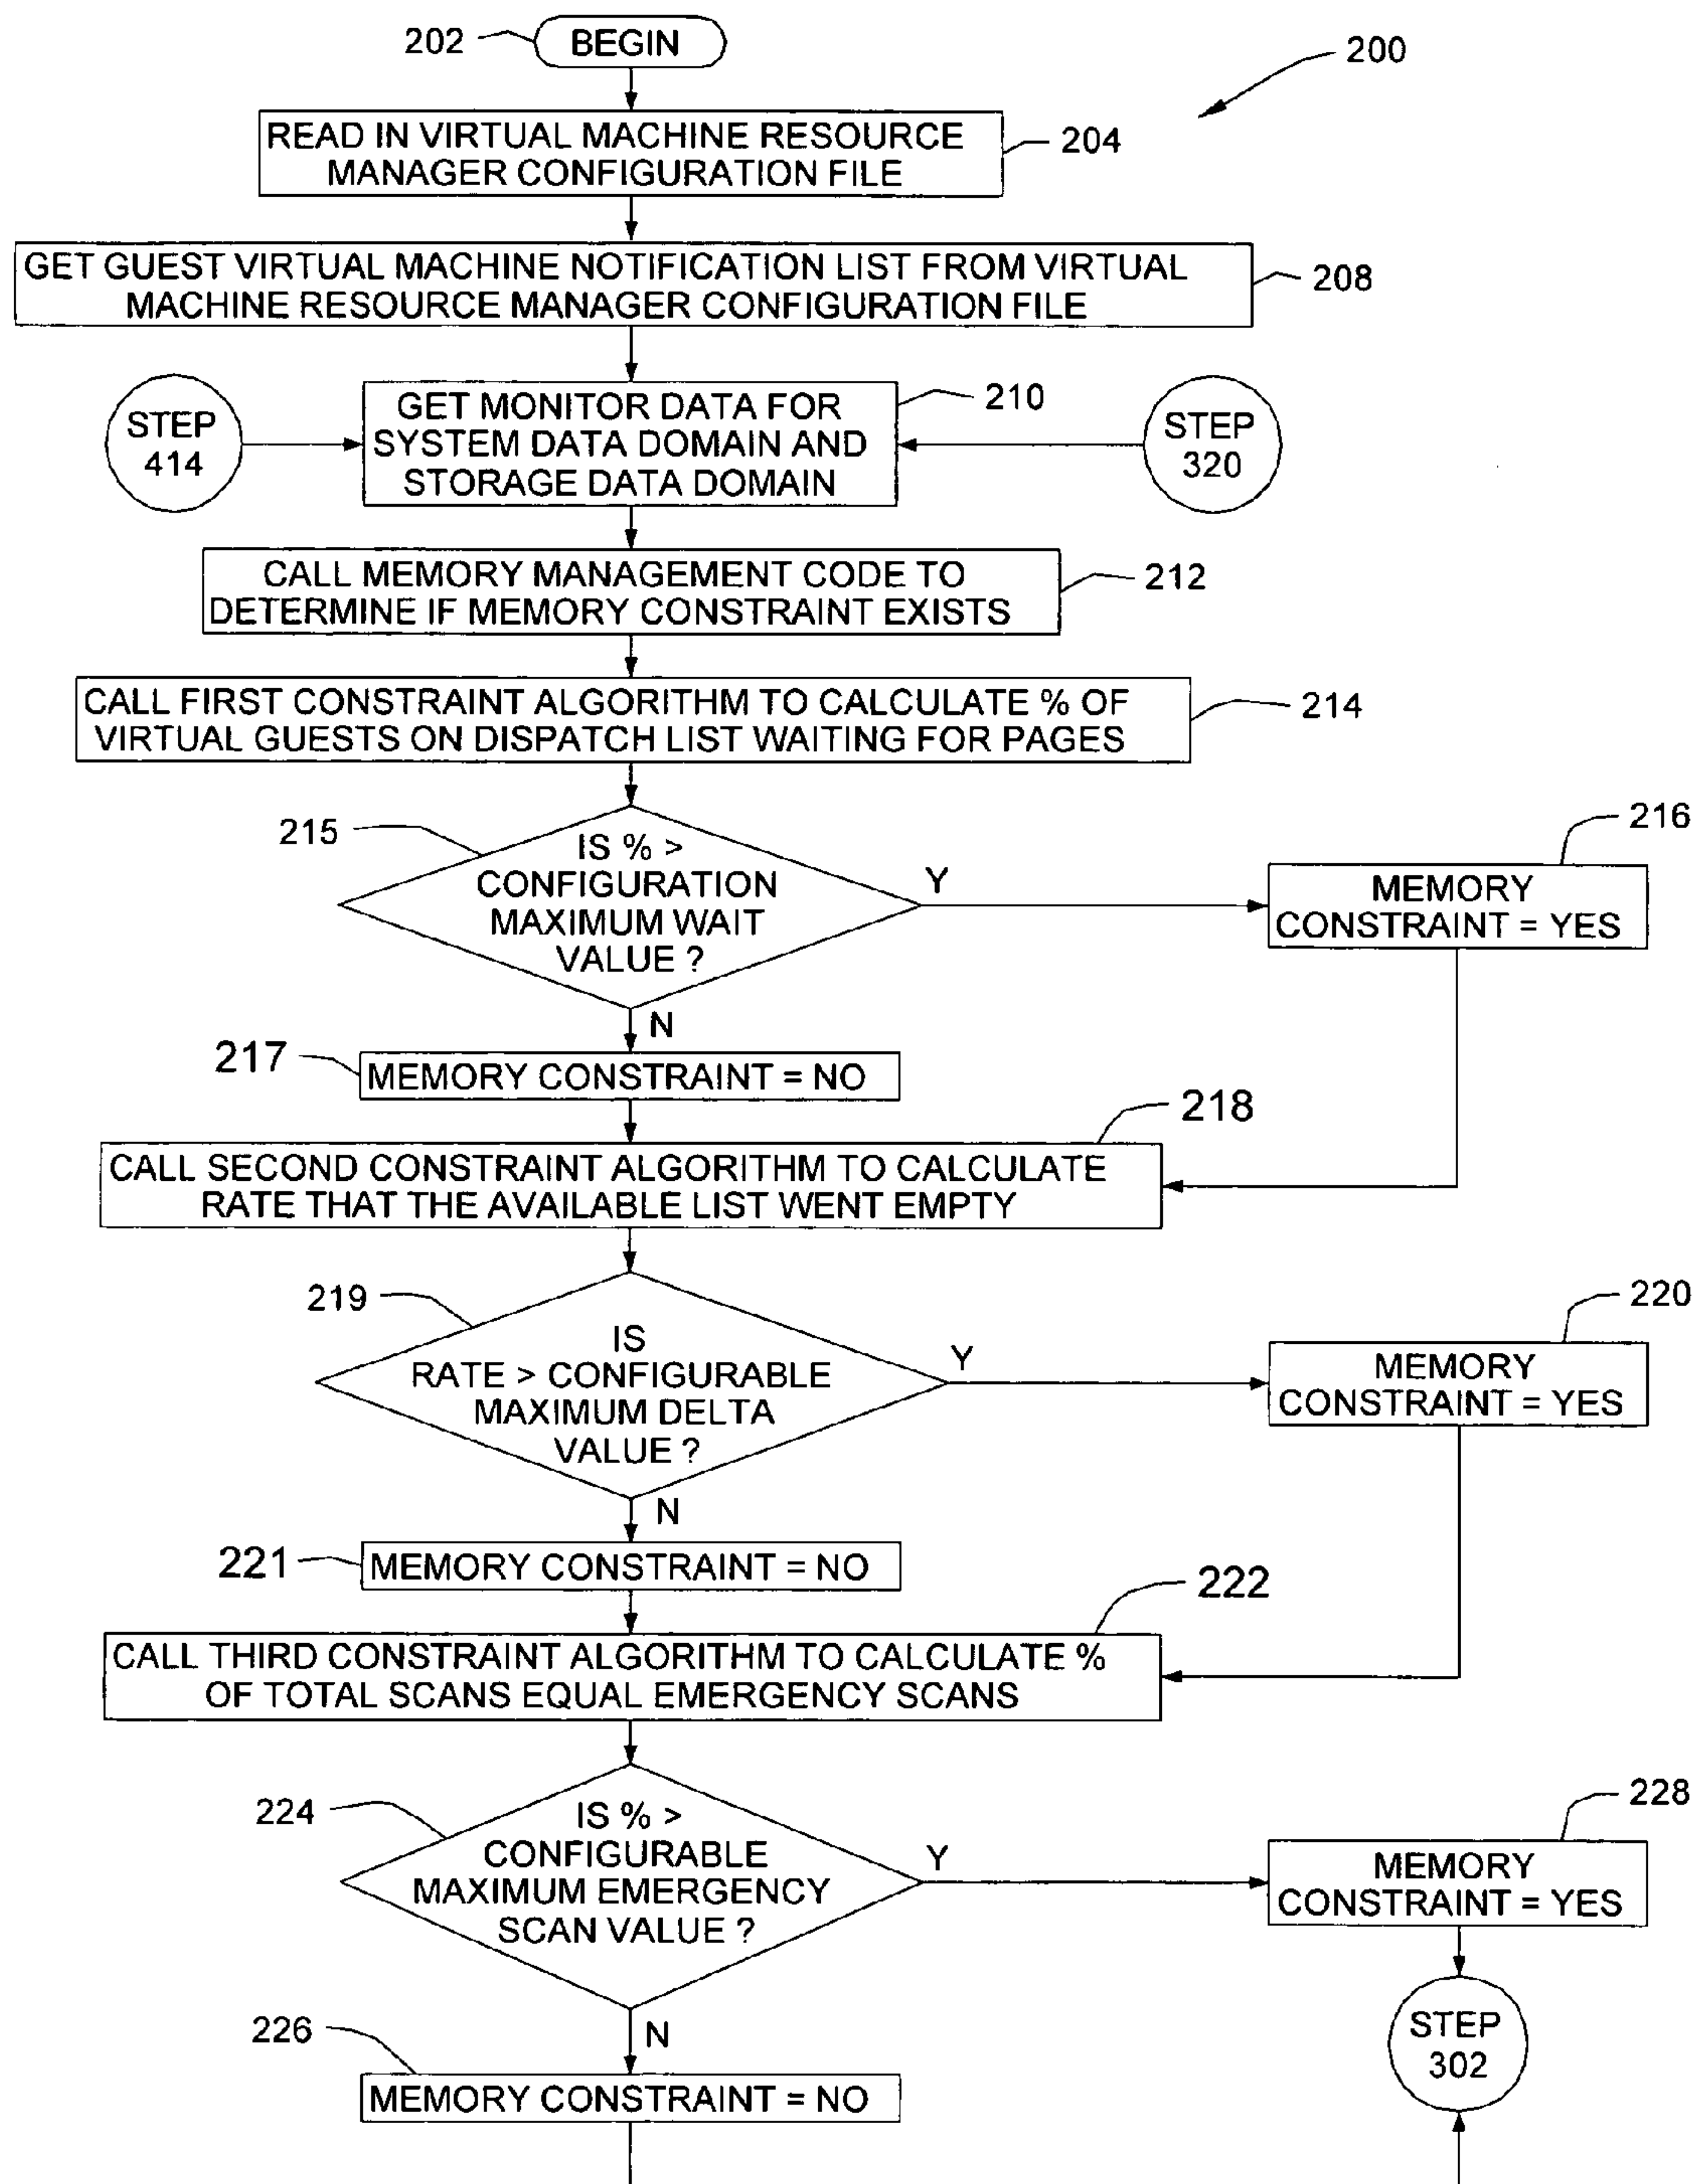 202
BEGIN
200
READ IN VIRTUAL MACHINE RESOURCE
MANAGER CONFIGURATION FILE
204
GET GUEST VIRTUAL MACHINE NOTIFICATION LIST FROM VIRTUAL
MACHINE RESOURCE MANAGER CONFIGURATION FILE
208
STEP
414
GET MONITOR DATA FOR
SYSTEM DATA DOMAIN AND
STORAGE DATA DOMAIN
210
STEP
320
CALL MEMORY MANAGEMENT CODE TO
DETERMINE IF MEMORY CONSTRAINT EXISTS
212
CALL FIRST CONSTRAINT ALGORITHM TO CALCULATE % OF
VIRTUAL GUESTS ON DISPATCH LIST WAITING FOR PAGES
214
215
IS % >
CONFIGURATION
MAXIMUM WAIT
VALUE ?
Y
216
MEMORY
CONSTRAINT = YES
N
217
MEMORY CONSTRAINT = NO
218
CALL SECOND CONSTRAINT ALGORITHM TO CALCULATE
RATE THAT THE AVAILABLE LIST WENT EMPTY
219
IS
RATE > CONFIGURABLE
MAXIMUM DELTA
VALUE ?
Y
220
MEMORY
CONSTRAINT = YES
N
221
MEMORY CONSTRAINT = NO
222
CALL THIRD CONSTRAINT ALGORITHM TO CALCULATE %
OF TOTAL SCANS EQUAL EMERGENCY SCANS
224
IS % >
CONFIGURABLE
MAXIMUM EMERGENCY
SCAN VALUE ?
Y
228
MEMORY
CONSTRAINT = YES
N
226
MEMORY CONSTRAINT = NO
STEP
302